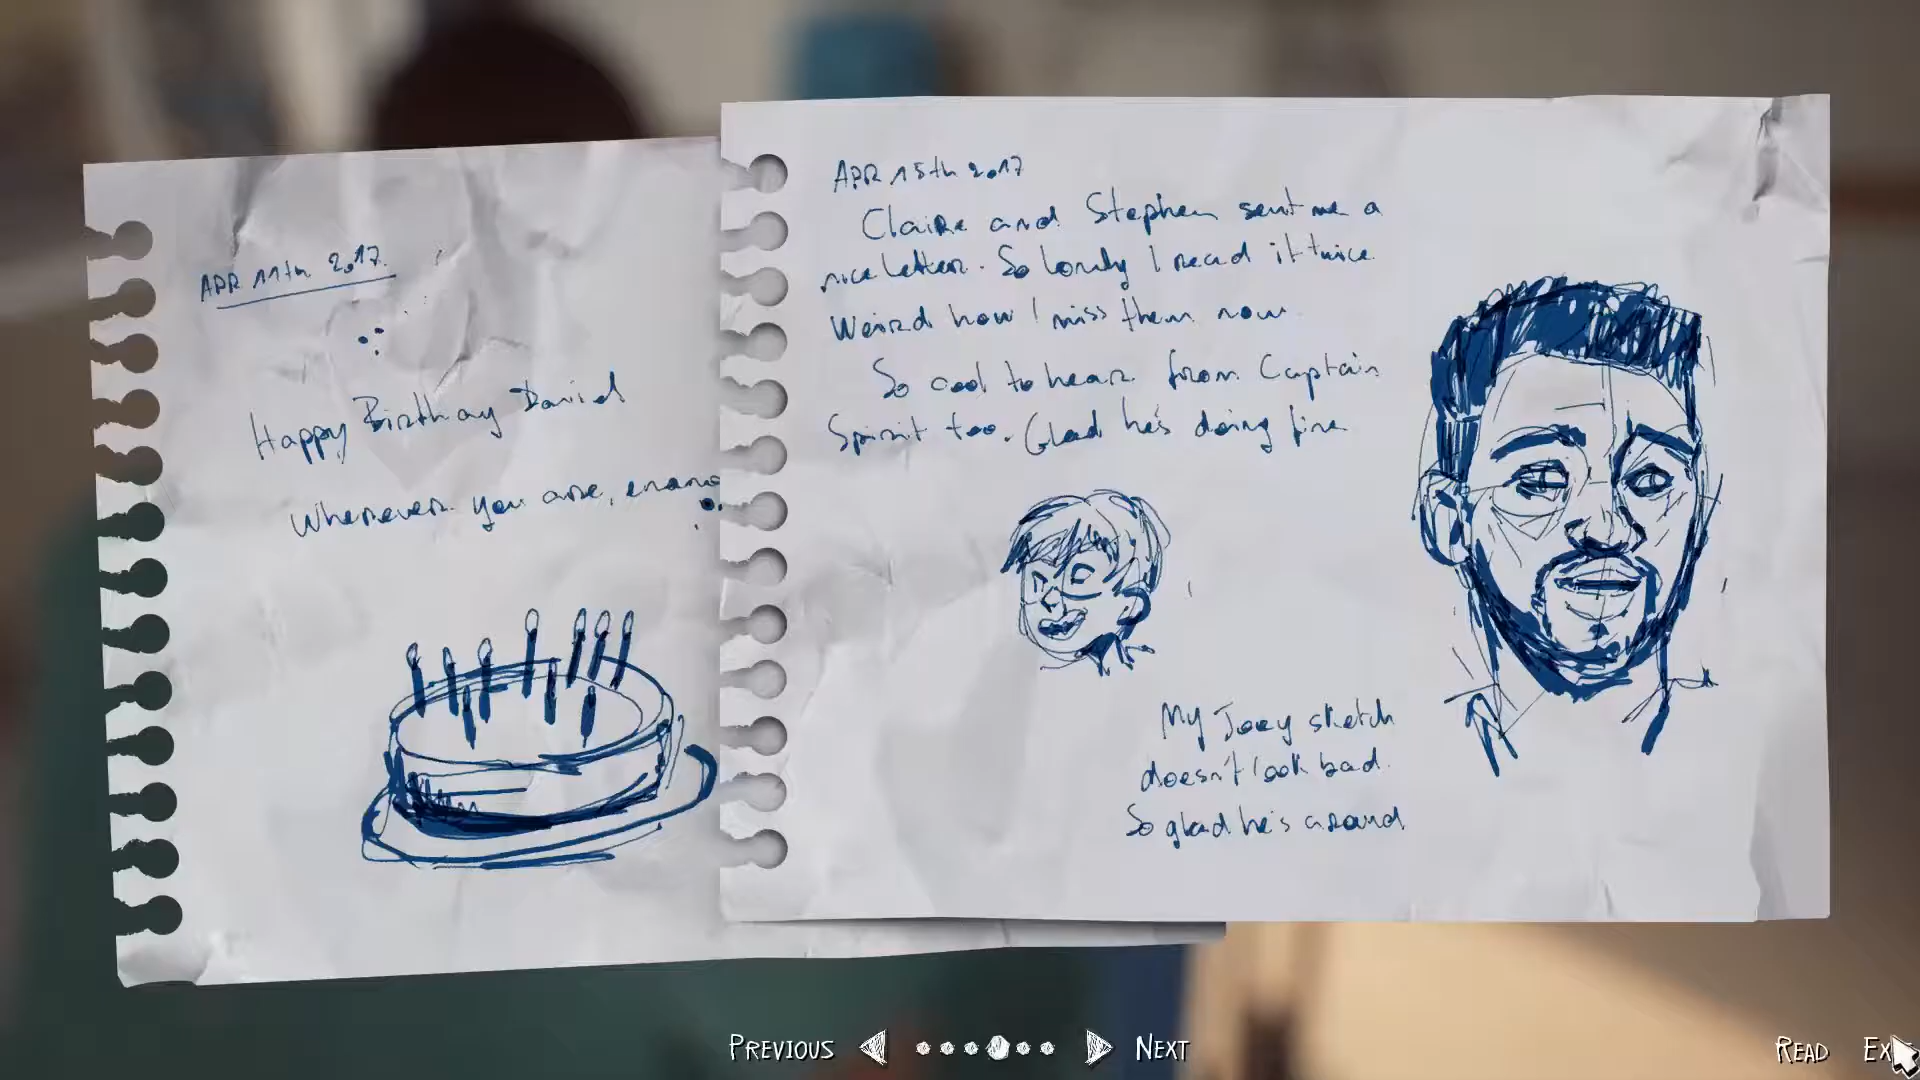 APR 11th 2017
Happy Birthday Daniel
Wherever you are, enano
APR 15th 2017
Claire and Stephen sent me a
nice letter. So lovely I read it twice
Weird how I miss them now
So cool to hear from Captain
Spirit too. Glad he's doing fine
My Joey sketch
doesn't look bad.
So glad he's around
PREVIOUS
NEXT
READ